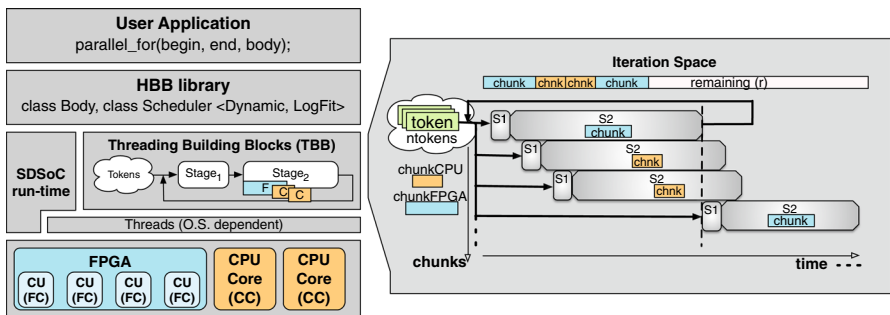 User Application
parallel_for(begin, end, body);
HBB library
class Body, class Scheduler <Dynamic, LogFit>
SDSoC
run-time
Threading Building Blocks (TBB)
Tokens
Stage1
Stage2
F
C
C
Threads (O.S. dependent)
FPGA
CU
(FC)
CU
(FC)
CU
(FC)
CU
(FC)
CPU
Core
(CC)
CPU
Core
(CC)
Iteration Space
chunk chnk chnk chunk remaining (r)
token
ntokens
S1 S2
chunk
S1 S2
chnk
S1 S2
chnk
S1 S2
chunk
chunkCPU
chunkFPGA
chunks
time